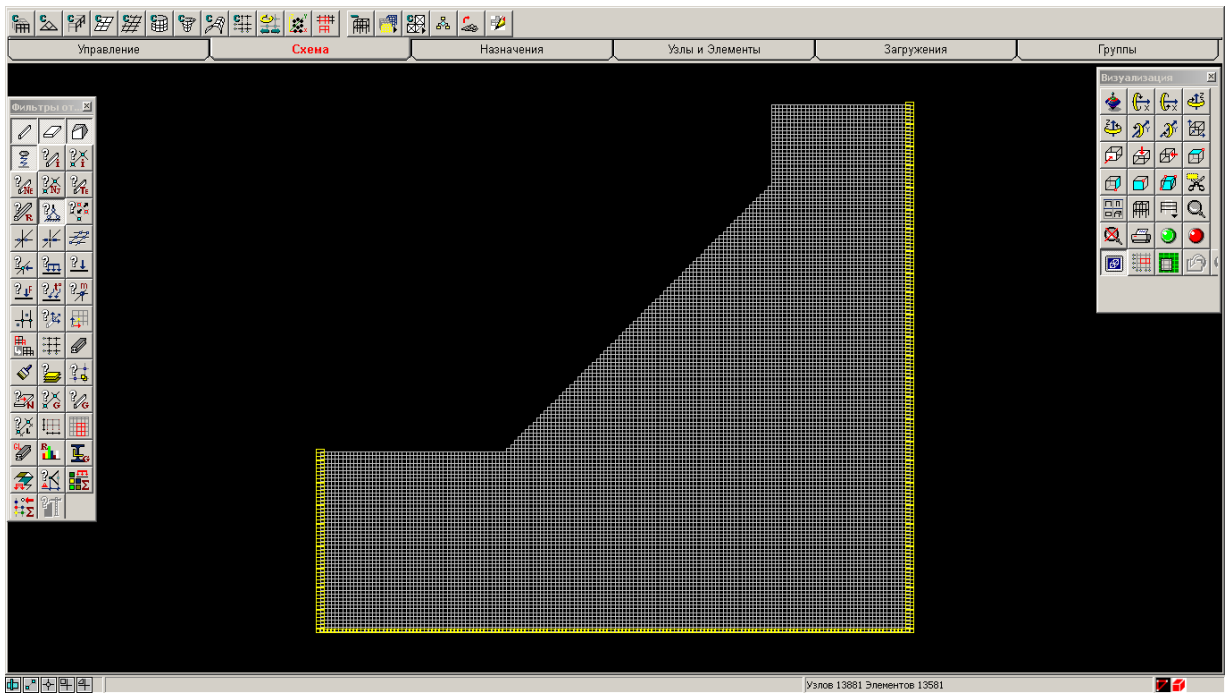 Управление Схема Назначения Узлы и Элементы Загружения Группы
Визуализация
Фильтры от...
Узлов 13881 Элементов 13581